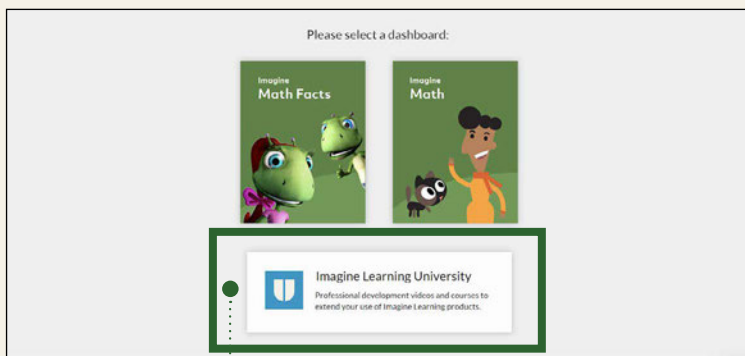 Please select a dashboard:
Imagine
Math Facts
Imagine
Math
Imagine Learning University
Professional development videos and courses to
extend your use of Imagine Learning products.